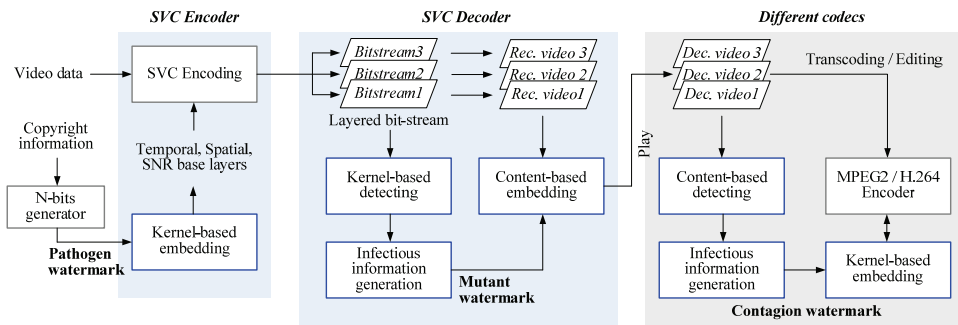 SVC Encoder
SVC Decoder
Different codecs
Video data
SVC Encoding
Copyright
information
Temporal, Spatial,
SNR base layers
N-bits
generator
Kernel-based
embedding
Pathogen
watermark
Bitstream3
Bitstream2
Bitstream1
Layered bit-stream
Rec. video 3
Rec. video 2
Rec. video1
Kernel-based
detecting
Content-based
embedding
Infectious
information
generation
Mutant
watermark
Play
Dec. video 3
Dec. video 2
Dec. video1
Transcoding / Editing
Content-based
detecting
MPEG2 / H.264
Encoder
Infectious
information
generation
Kernel-based
embedding
Contagion watermark